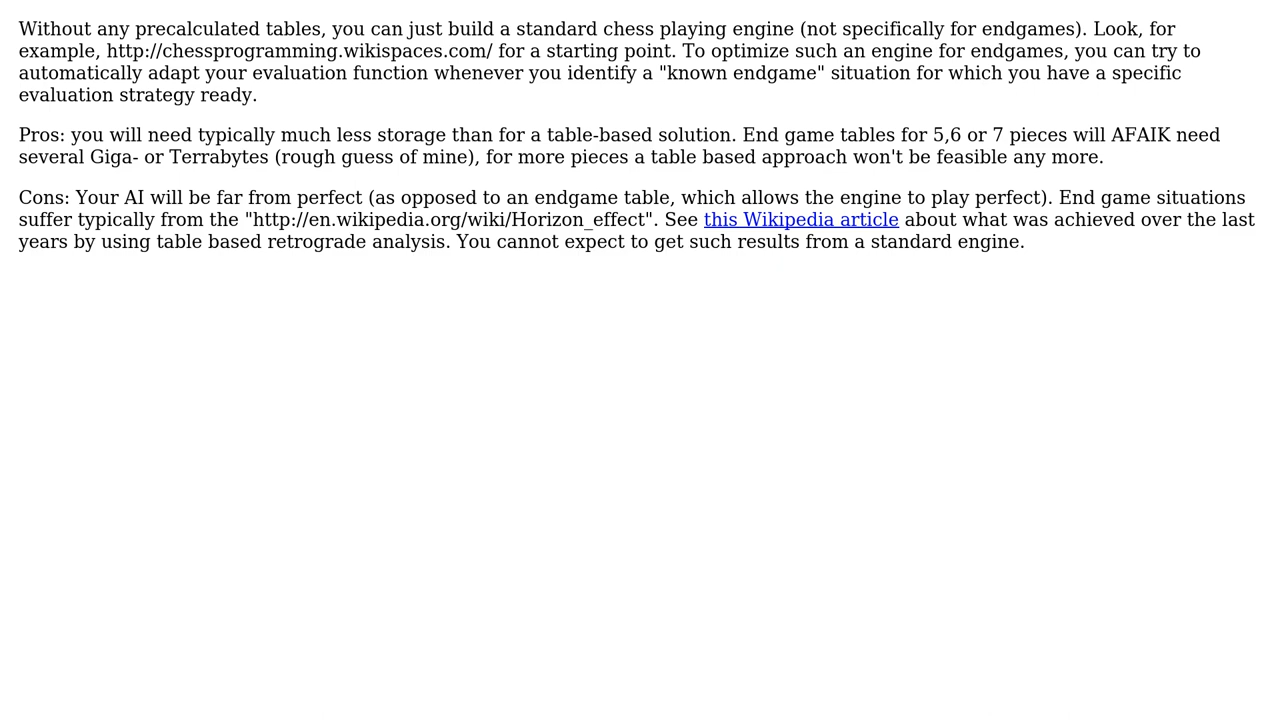 Without any precalculated tables, you can just build a standard chess playing engine (not specifically for endgames). Look, for
example, http://chessprogramming.wikispaces.com/ for a starting point. To optimize such an engine for endgames, you can try to
automatically adapt your evaluation function whenever you identify a "known endgame" situation for which you have a specific
evaluation strategy ready.
Pros: you will need typically much less storage than for a table-based solution. End game tables for 5,6 or 7 pieces will AFAIK need
several Giga- or Terrabytes (rough guess of mine), for more pieces a table based approach won't be feasible any more.
Cons: Your AI will be far from perfect (as opposed to an endgame table, which allows the engine to play perfect). End game situations
suffer typically from the "http://en.wikipedia.org/wiki/Horizon_effect". See this Wikipedia article about what was achieved over the last
years by using table based retrograde analysis. You cannot expect to get such results from a standard engine.